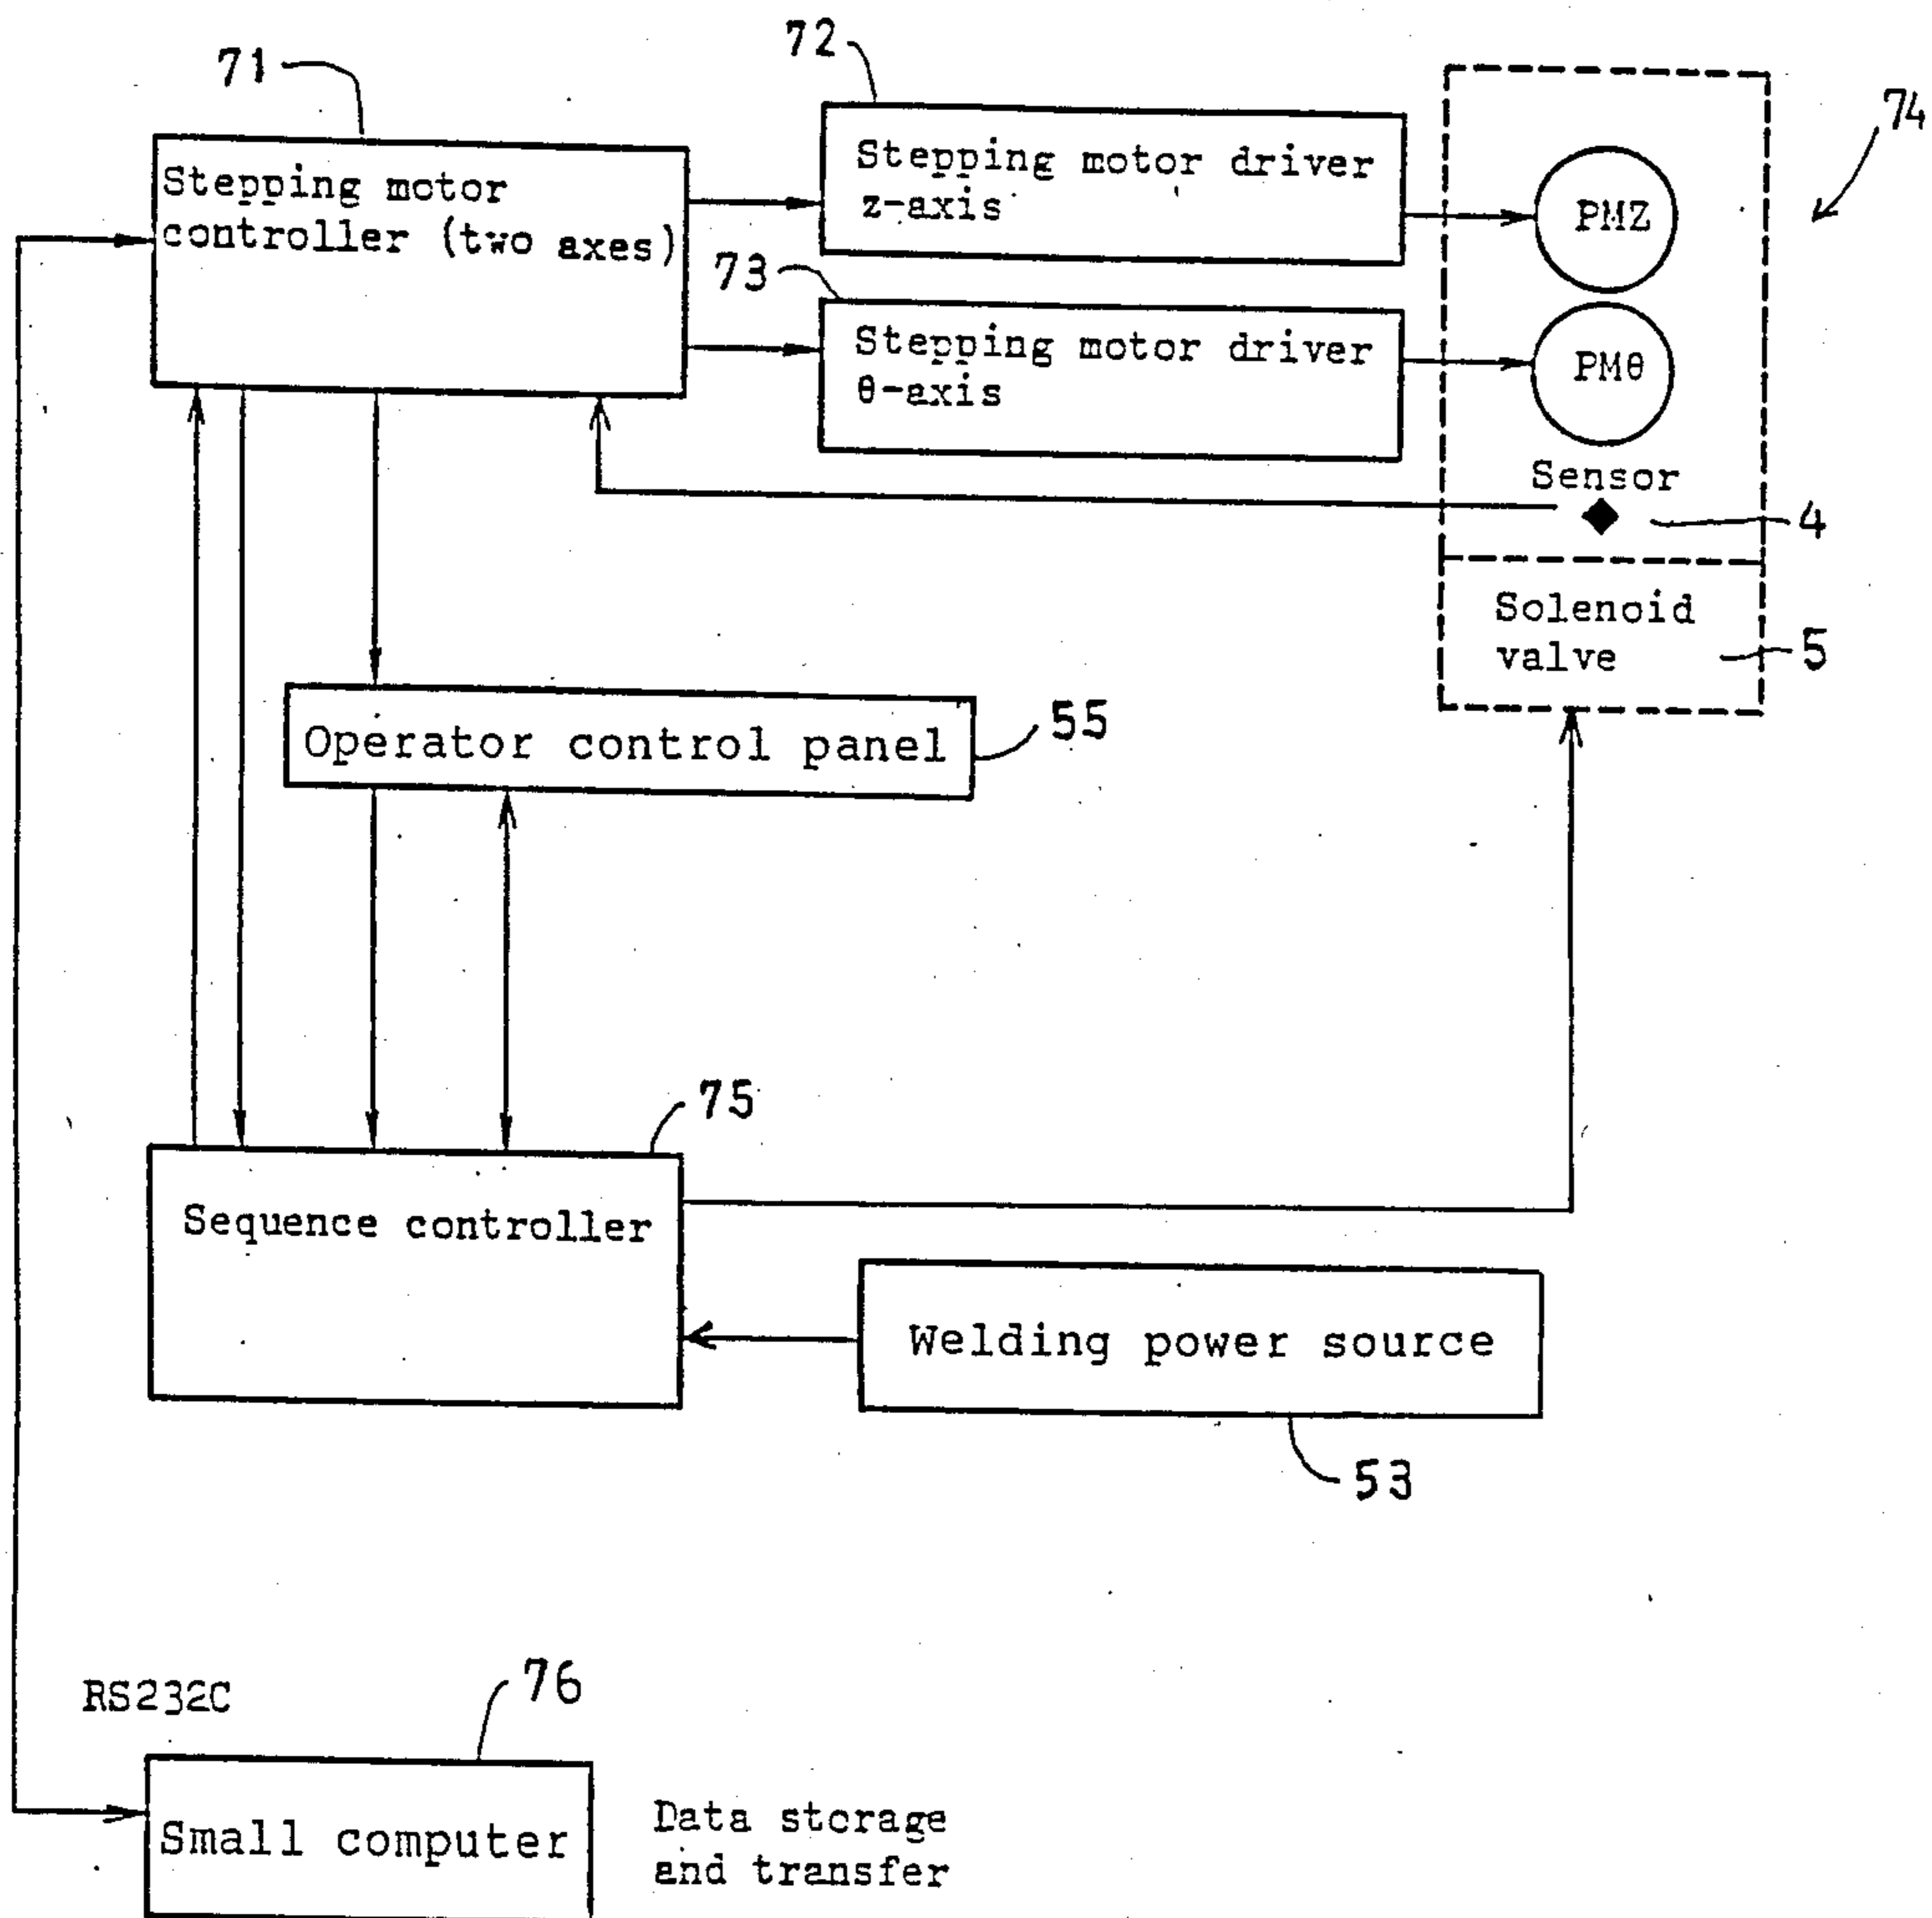 72
71
74
Stepping motor driver
z-axis
Stepping motor
controller (two axes)
PMZ
73
Stepping motor driver
θ-axis
PMθ
Sensor
4
Solenoid
valve
5
55
Operator control panel
75
Sequence controller
Welding power source
53
RS232C
76
Small computer
Data storage
and transfer